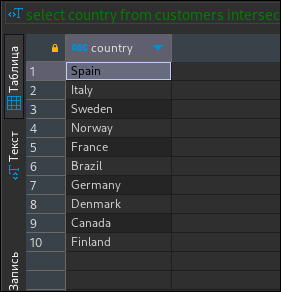 select country from customers intersec
country
1 Spain
2 Italy
3 Sweden
4 Norway
5 France
6 Brazil
7 Germany
8 Denmark
9 Canada
10 Finland
Таблица
Текст
Запись